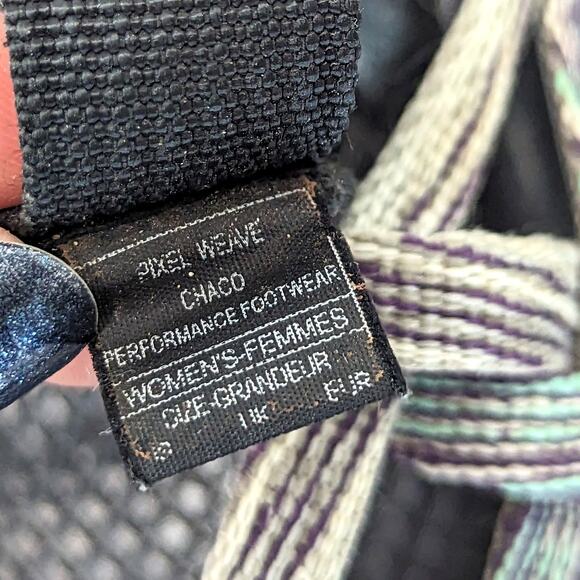 PIXEL WEAVE
CHACO
PERFORMANCE FOOTWEAR
WOMEN'S-FEMMES
SIZE-GRANDEUR
UK EUR